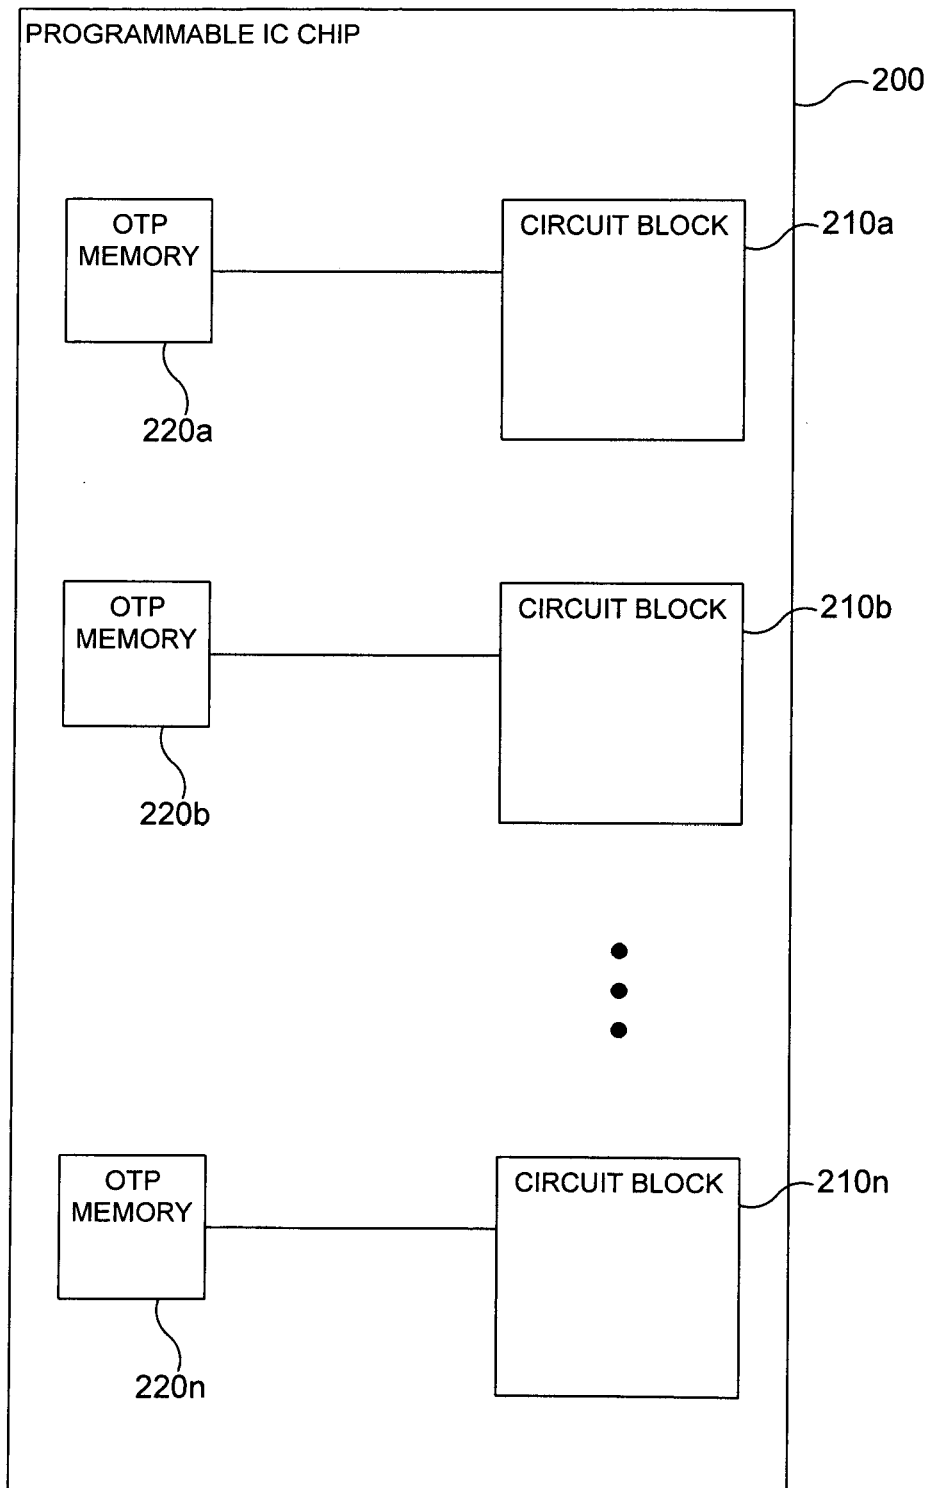 PROGRAMMABLE IC CHIP
200
OTP
MEMORY
CIRCUIT BLOCK
210a
220a
OTP
MEMORY
CIRCUIT BLOCK
210b
220b
OTP
MEMORY
CIRCUIT BLOCK
210n
220n